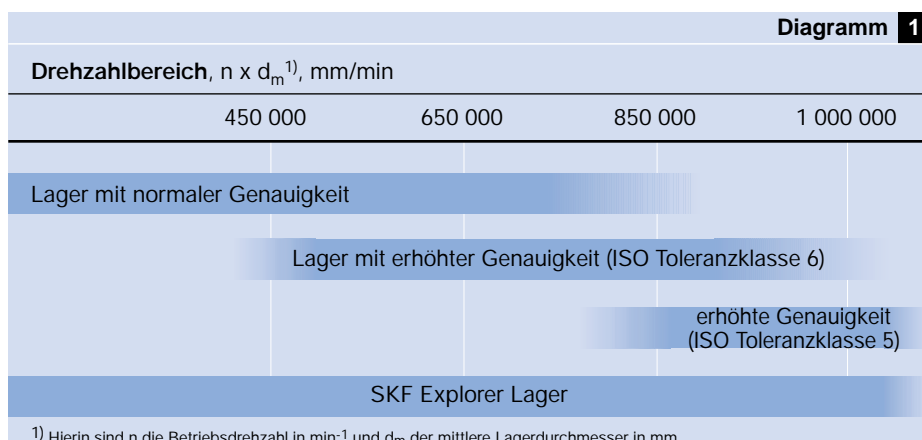 Diagramm 1
Drehzahlbereich, n x dm1), mm/min
450 000 650 000 850 000 1 000 000
Lager mit normaler Genauigkeit
Lager mit erhöhter Genauigkeit (ISO Toleranzklasse 6)
erhöhte Genauigkeit
(ISO Toleranzklasse 5)
SKF Explorer Lager
1) Hierin sind n die Betriebsdrehzahl in min-1 und dm der mittlere Lagerdurchmesser in mm